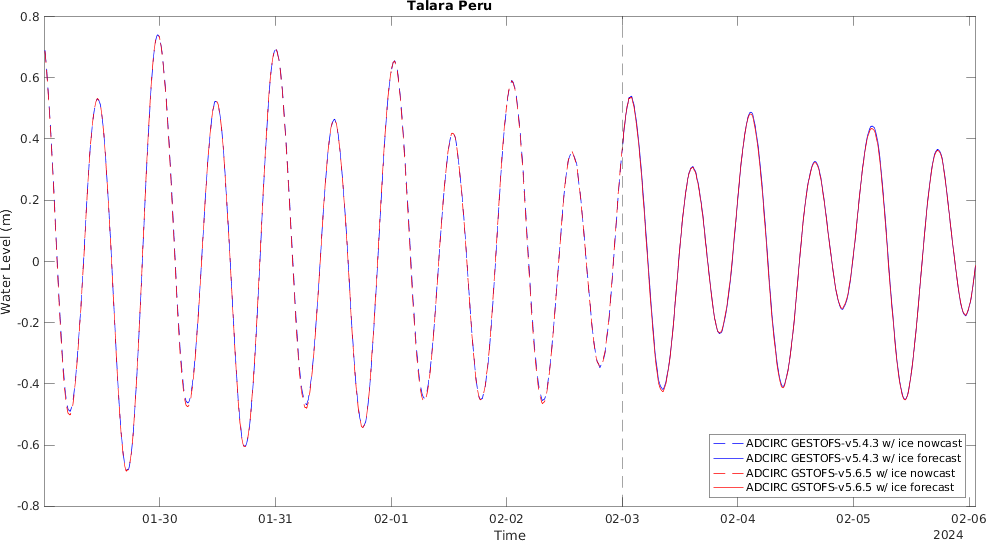 Talara Peru
0.8
0.6
0.4
0.2
0
-0.2
-0.4
-0.6
-0.8
Water Level (m)
ADCIRC GESTOFS-v5.4.3 w/ ice nowcast
ADCIRC GESTOFS-v5.4.3 w/ ice forecast
ADCIRC GSTOFS-v5.6.5 w/ ice nowcast
ADCIRC GSTOFS-v5.6.5 w/ ice forecast
01-30 01-31 02-01 02-02 02-03 02-04 02-05 02-06
Time
2024